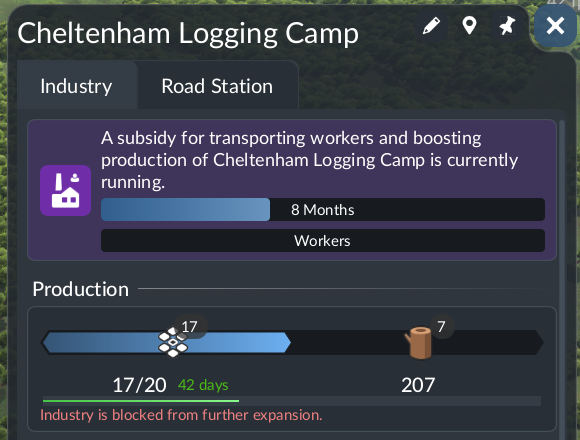 Cheltenham Logging Camp
Industry
Road Station
A subsidy for transporting workers and boosting
production of Cheltenham Logging Camp is currently
running.
8 Months
Workers
Production
17
7
17/20 42 days
207
Industry is blocked from further expansion.